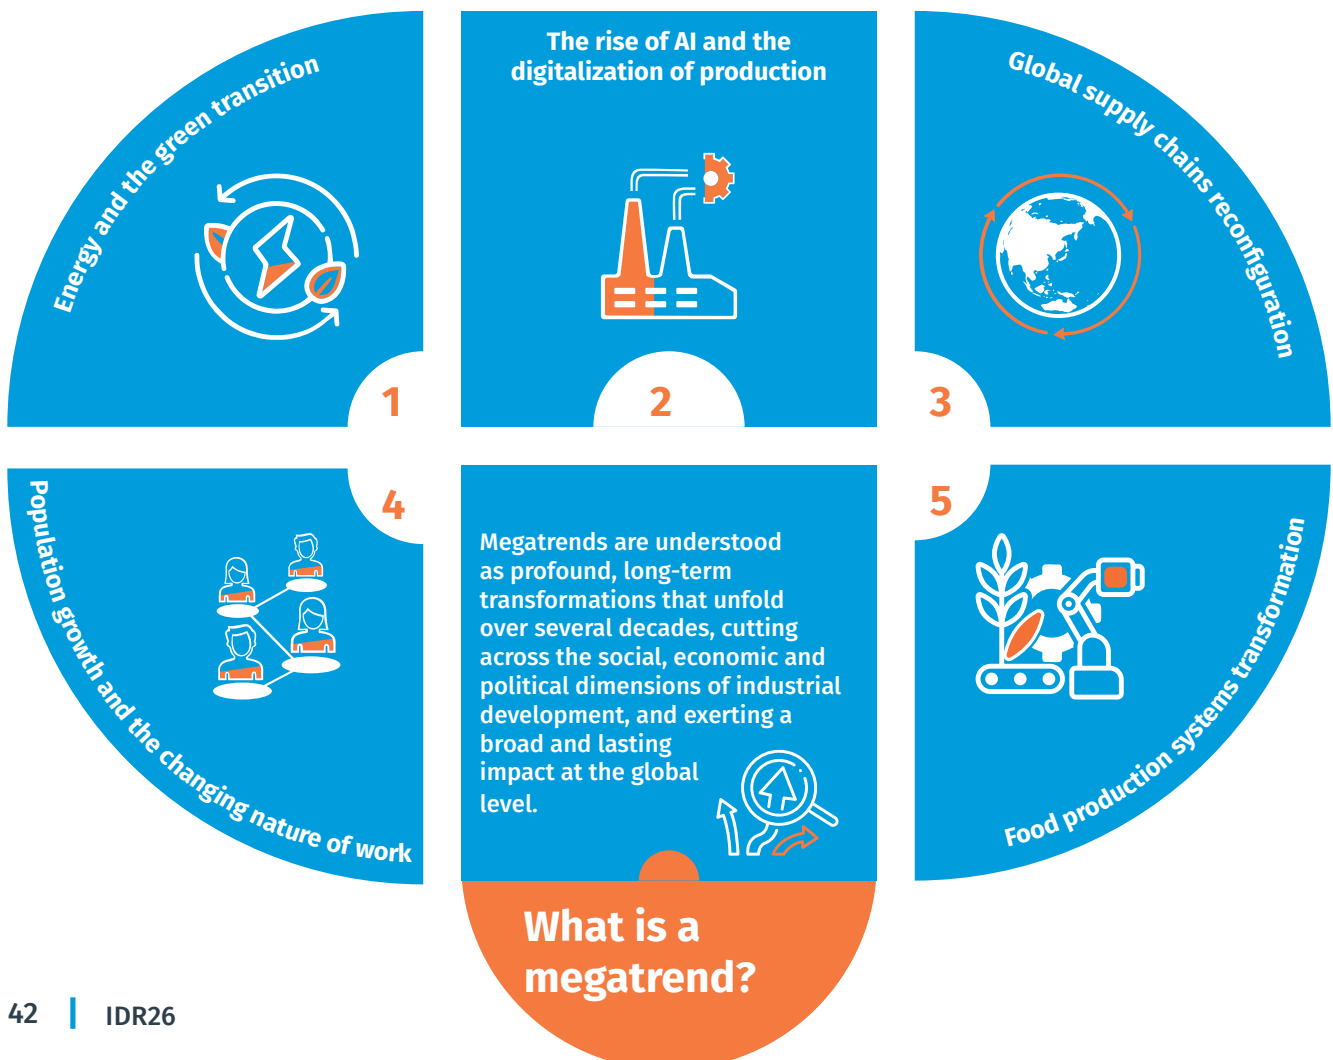 Energy and the green transition
1
The rise of AI and the
digitalization of production
2
Global supply chains reconfiguration
3
Population growth and the changing nature of work
4
Megatrends are understood
as profound, long-term
transformations that unfold
over several decades, cutting
across the social, economic and
political dimensions of industrial
development, and exerting a
broad and lasting
impact at the global
level.
What is a
megatrend?
5
Food production systems transformation
42 | IDR26